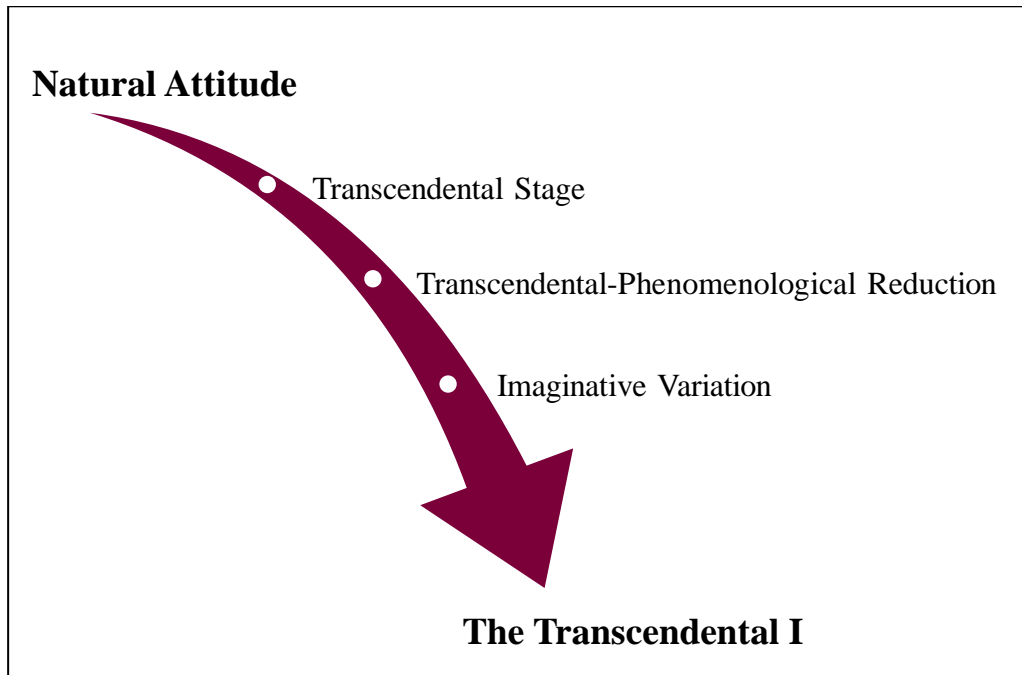 Natural Attitude
Transcendental Stage
Transcendental-Phenomenological Reduction
Imaginative Variation
The Transcendental I